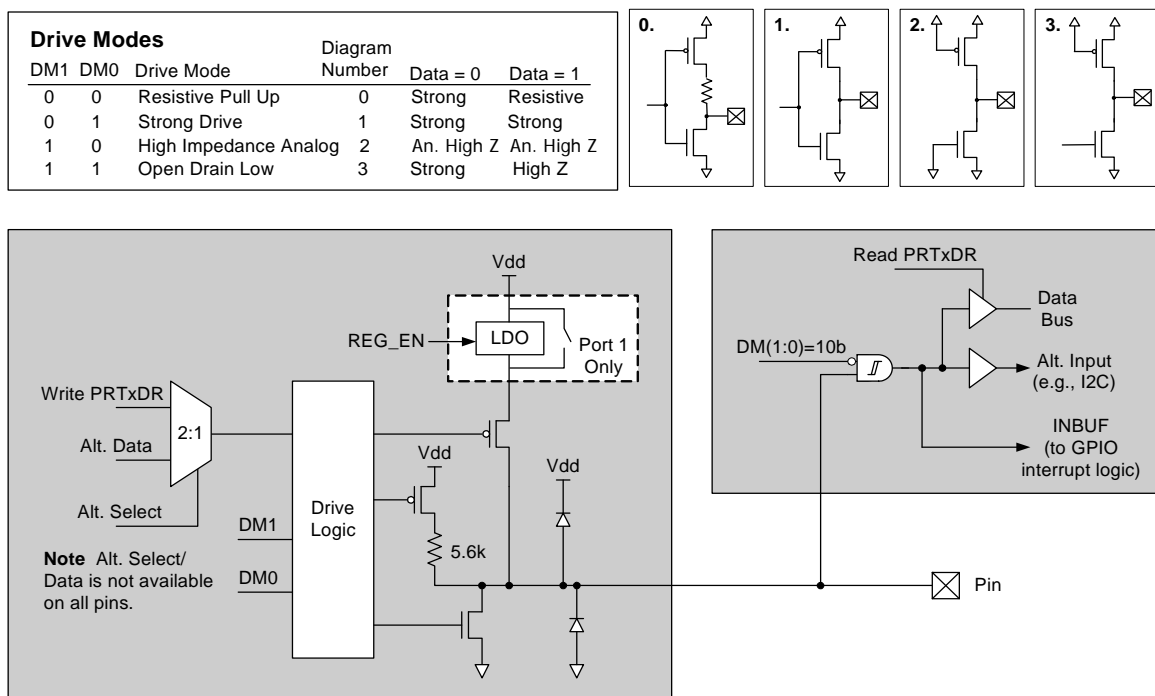 Drive Modes
DM1 DM0 Drive Mode Diagram Number Data = 0 Data = 1
0 0 Resistive Pull Up 0 Strong Resistive
0 1 Strong Drive 1 Strong Strong
1 0 High Impedance Analog 2 An. High Z An. High Z
1 1 Open Drain Low 3 Strong High Z
0.
1.
2.
3.
Vdd
REG_EN
LDO
Port 1
Only
Write PRTxDR
2:1
Alt. Data
Alt. Select
Vdd
Vdd
Drive
Logic
DM1
DM0
5.6k
Note Alt. Select/
Data is not available
on all pins.
Read PRTxDR
Data
Bus
DM(1:0)=10b
Alt. Input
(e.g., I2C)
INBUF
(to GPIO
interrupt logic)
Pin